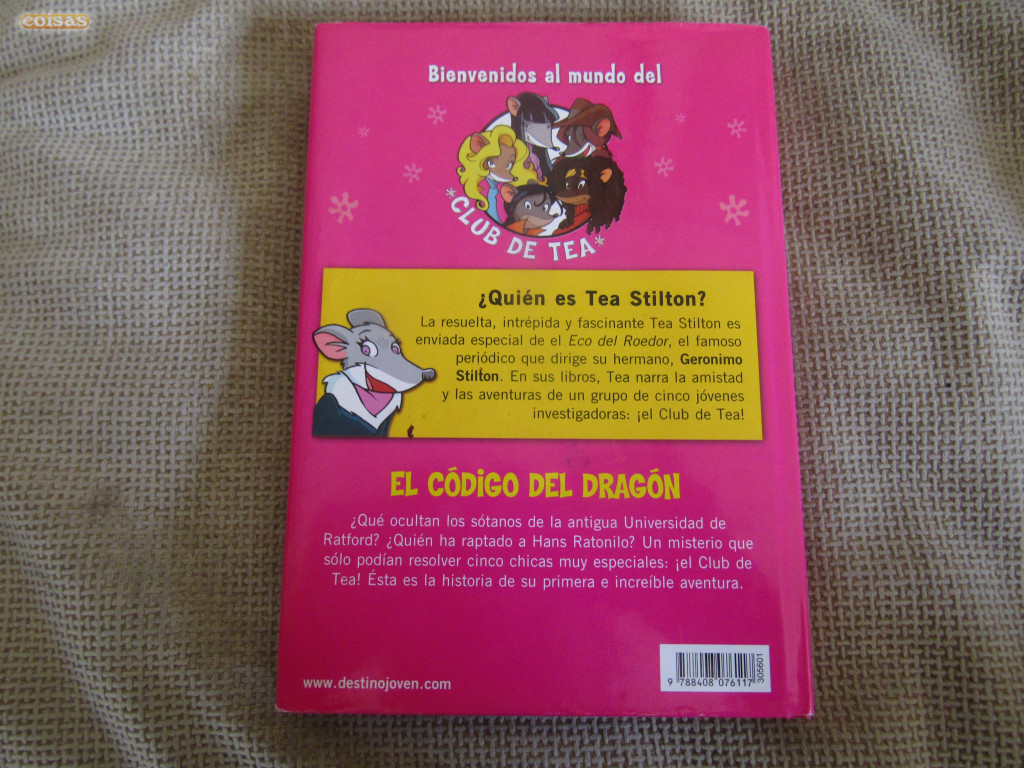 coisas
Bienvenidos al mundo del
*CLUB DE TEA*
¿Quién es Tea Stilton?
La resuelta, intrépida y fascinante Tea Stilton es
enviada especial de el Eco del Roedor, el famoso
periódico que dirige su hermano, Geronimo
Stilton. En sus libros, Tea narra la amistad
y las aventuras de un grupo de cinco jóvenes
investigadoras: ¡el Club de Tea!
EL CÓDIGO DEL DRAGÓN
¿Qué ocultan los sótanos de la antigua Universidad de
Ratford? ¿Quién ha raptado a Hans Ratonilo? Un misterio que
sólo podían resolver cinco chicas muy especiales: ¡el Club de
Tea! Ésta es la historia de su primera e increíble aventura.
www.destinojoven.com
9 788408 076117
305601